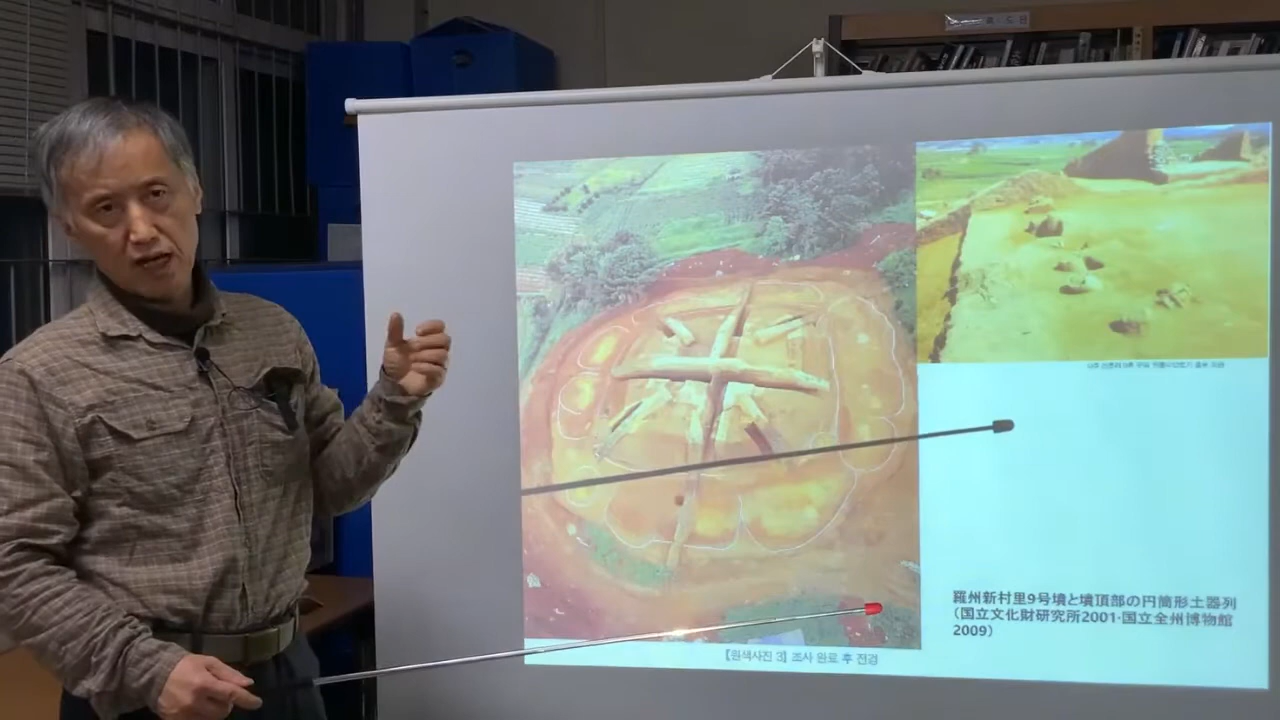 【원색사진 3】 조사 완료 후 전경
羅州新村里9号墳と墳頂部の円筒形土器列
(国立文化財研究所2001·国立全州博物館
2009)